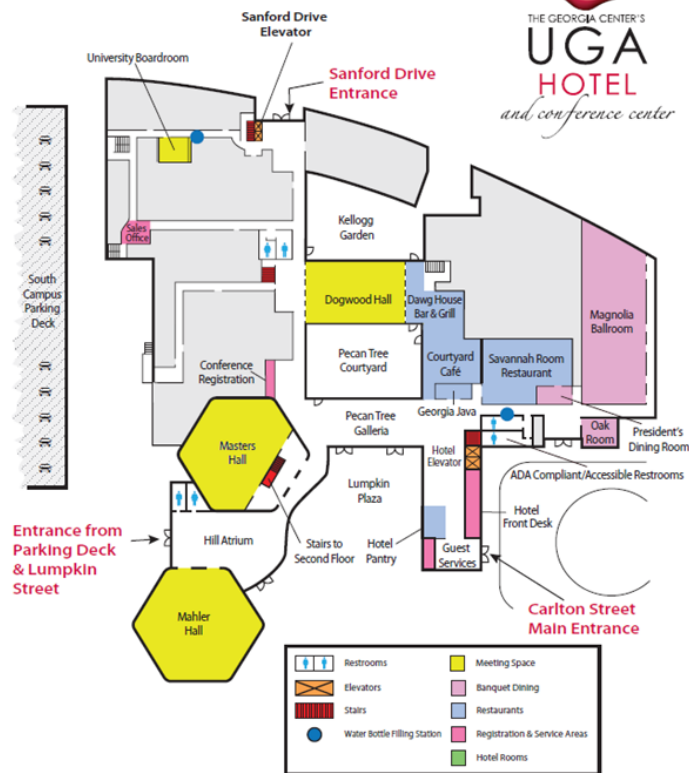 THE GEORGIA CENTER'S
UGA
HOTEL
and conference center
Sanford Drive
Elevator
University Boardroom
Sanford Drive
Entrance
Sales
Office
Kellogg
Garden
South
Campus
Parking
Deck
Dogwood Hall
Dawg House
Bar & Grill
Magnolia
Ballroom
Pecan Tree
Courtyard
Courtyard
Café
Savannah Room
Restaurant
Conference
Registration
Georgia Java
Pecan Tree
Galleria
Oak
Room
President's
Dining Room
Masters
Hall
Hotel
Elevator
ADA Compliant/Accessible Restrooms
Lumpkin
Plaza
Hotel
Front Desk
Entrance from
Parking Deck
& Lumpkin
Street
Hill Atrium
Stairs to
Second Floor
Hotel
Pantry
Guest
Services
Carlton Street
Main Entrance
Mahler
Hall
Restrooms
Meeting Space
Elevators
Banquet Dining
Stairs
Restaurants
Water Bottle Filling Station
Registration & Service Areas
Hotel Rooms